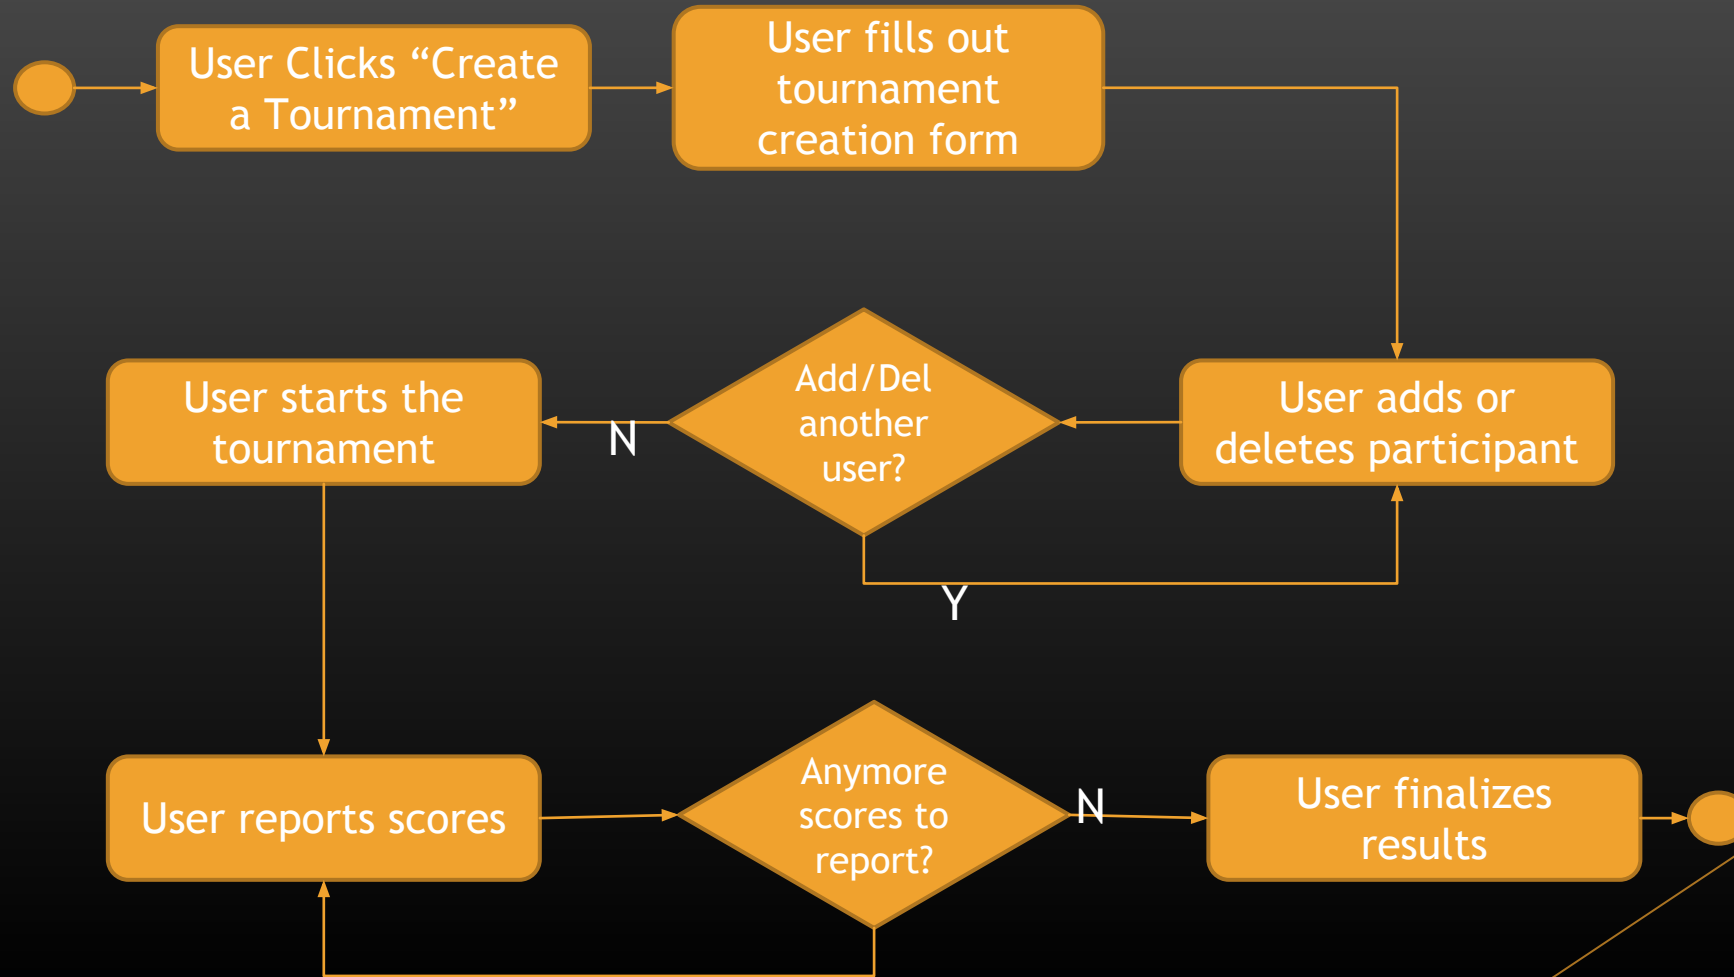 User Clicks “Create
a Tournament”
User fills out
tournament
creation form
User adds or
deletes participant
Add/Del
another
user?
N
Y
User starts the
tournament
User reports scores
Anymore
scores to
report?
N
User finalizes
results